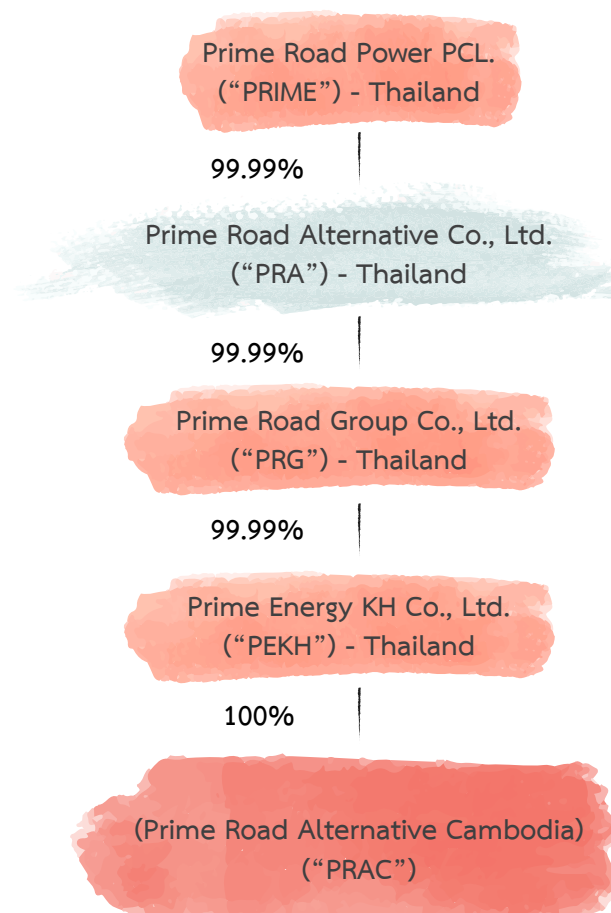 Prime Road Power PCL.
(“PRIME”) - Thailand
99.99%
Prime Road Alternative Co., Ltd.
(“PRA”) - Thailand
99.99%
Prime Road Group Co., Ltd.
(“PRG”) - Thailand
99.99%
Prime Energy KH Co., Ltd.
(“PEKH”) - Thailand
100%
(Prime Road Alternative Cambodia)
(“PRAC”)